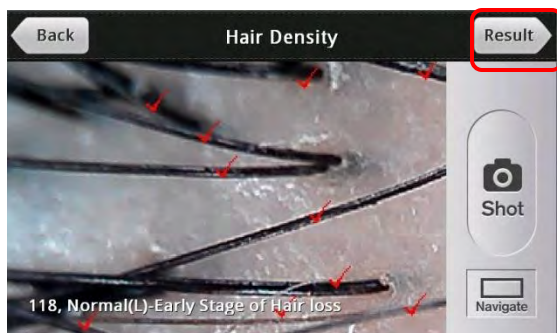 Back
Hair Density
Result
Shot
118, Normal(L)-Early Stage of Hair loss
Navigate